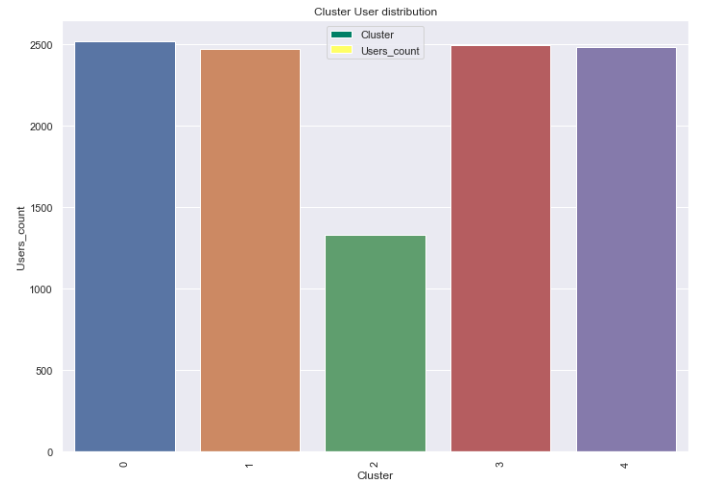 Cluster User distribution
Cluster
Users_count
2500
2000
1500
1000
500
0
Users_count
0
1
2
3
4
Cluster